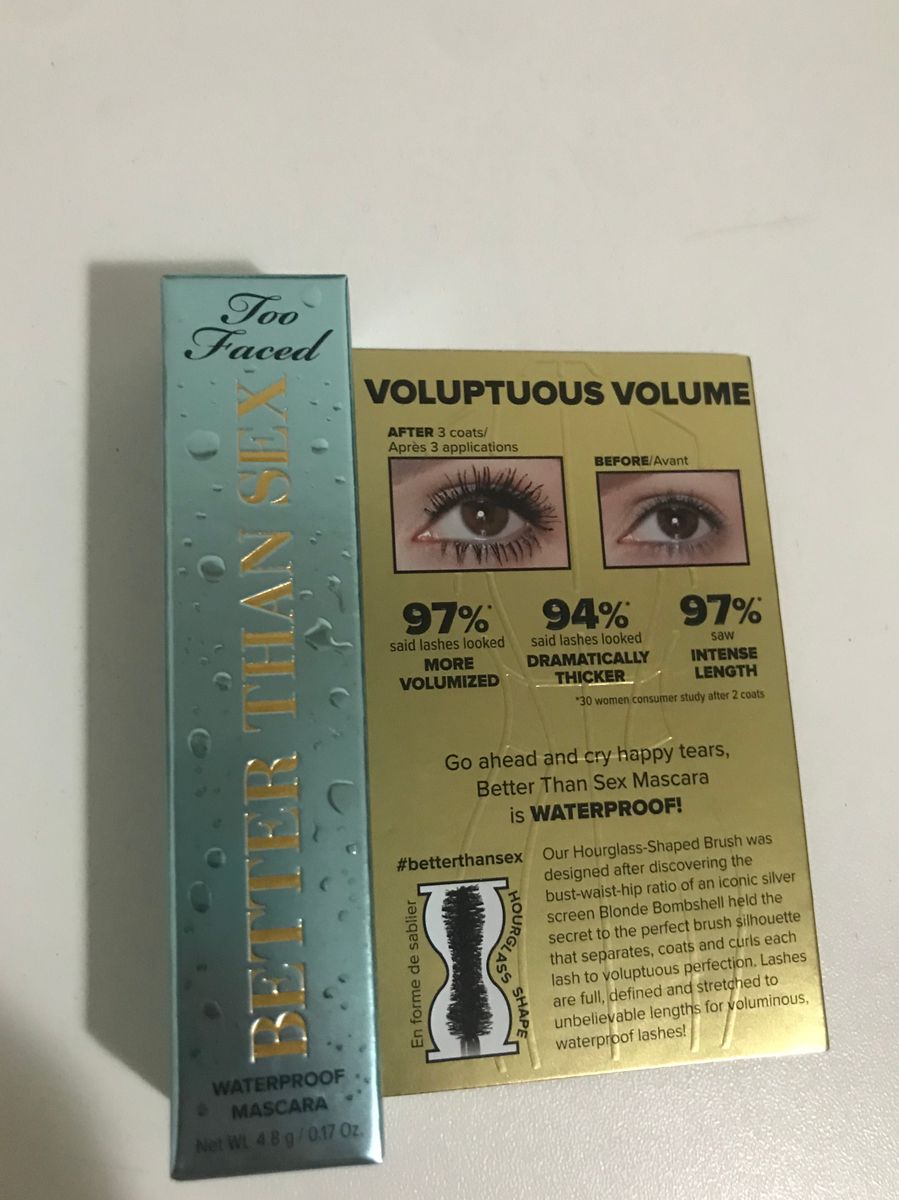 Too
Faced
BETTER THAN SEX
WATERPROOF
MASCARA
Net Wt. 4.8 g / 0.17 Oz.
VOLUPTUOUS VOLUME
AFTER 3 coats/
Après 3 applications
BEFORE/Avant
97%*
said lashes looked
MORE
VOLUMIZED
94%*
said lashes looked
DRAMATICALLY
THICKER
97%*
saw
INTENSE
LENGTH
*30 women consumer study after 2 coats
Go ahead and cry happy tears,
Better Than Sex Mascara
is WATERPROOF!
#betterthansex
En forme de sablier
HOURGLASS SHAPE
Our Hourglass-Shaped Brush was
designed after discovering the
bust-waist-hip ratio of an iconic silver
screen Blonde Bombshell held the
secret to the perfect brush silhouette
that separates, coats and curls each
lash to voluptuous perfection. Lashes
are full, defined and stretched to
unbelievable lengths for voluminous,
waterproof lashes!